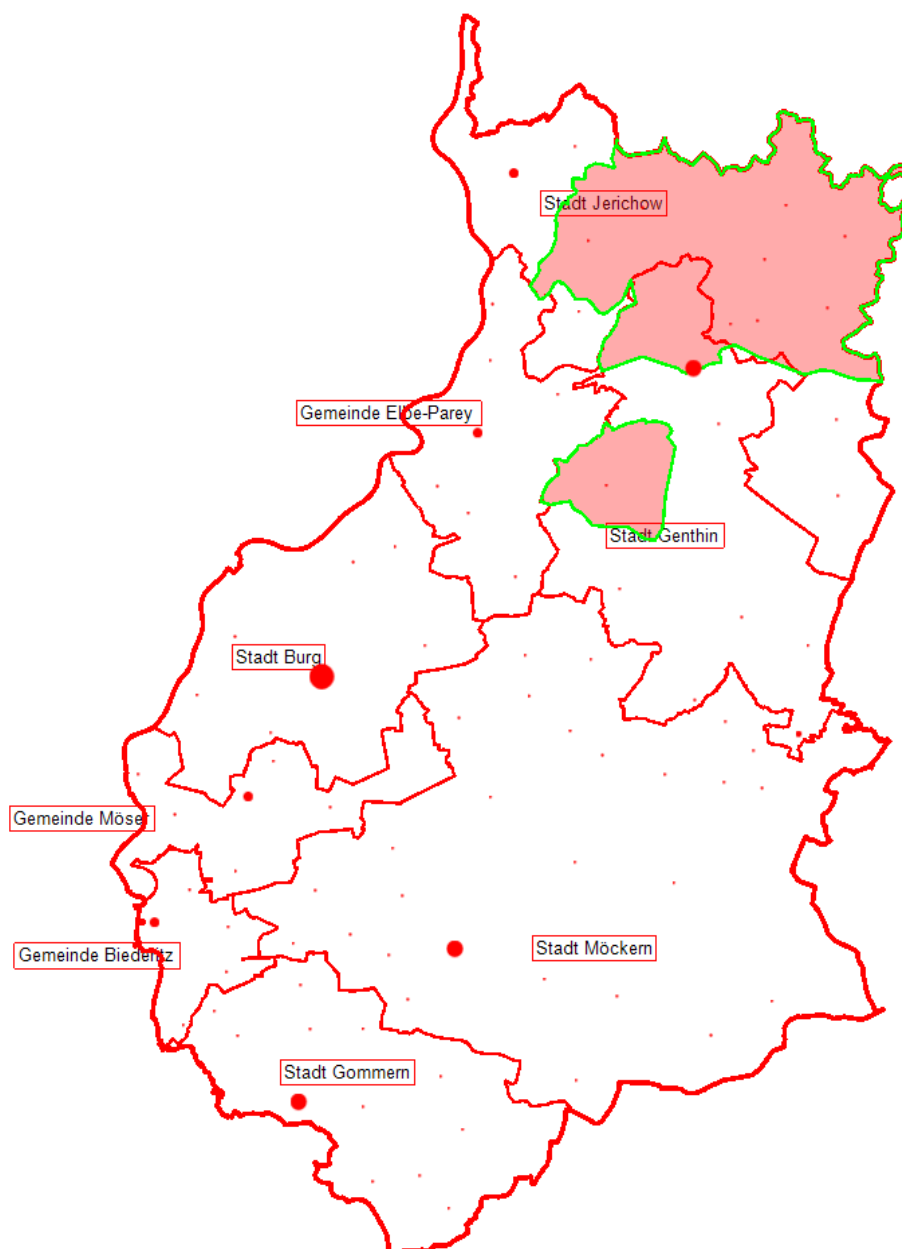 Stadt Jerichow
Gemeinde Elbe-Parey
Stadt Genthin
Stadt Burg
Gemeinde Möser
Stadt Möckern
Gemeinde Biederitz
Stadt Gommern